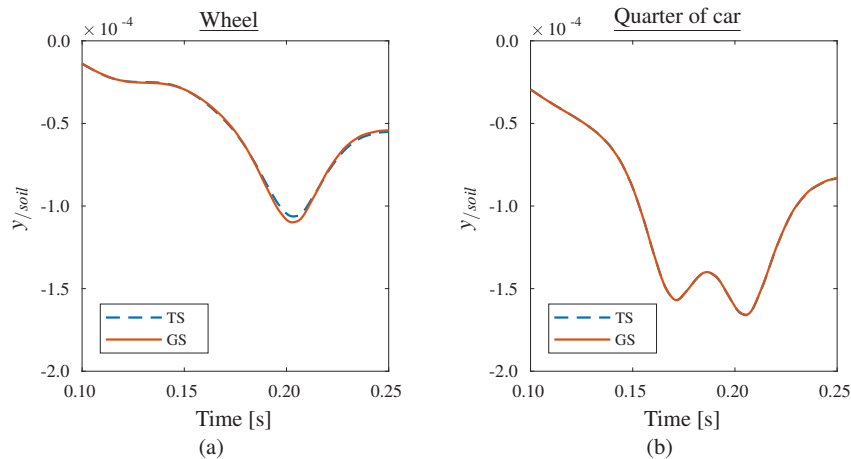 Wheel
× 10 -4
0.0
-0.5
-1.0
-1.5
-2.0
y/soil
TS
GS
0.10 0.15 0.20 0.25
Time [s]
(a)
Quarter of car
× 10 -4
0.0
-0.5
-1.0
-1.5
-2.0
y/soil
TS
GS
0.10 0.15 0.20 0.25
Time [s]
(b)